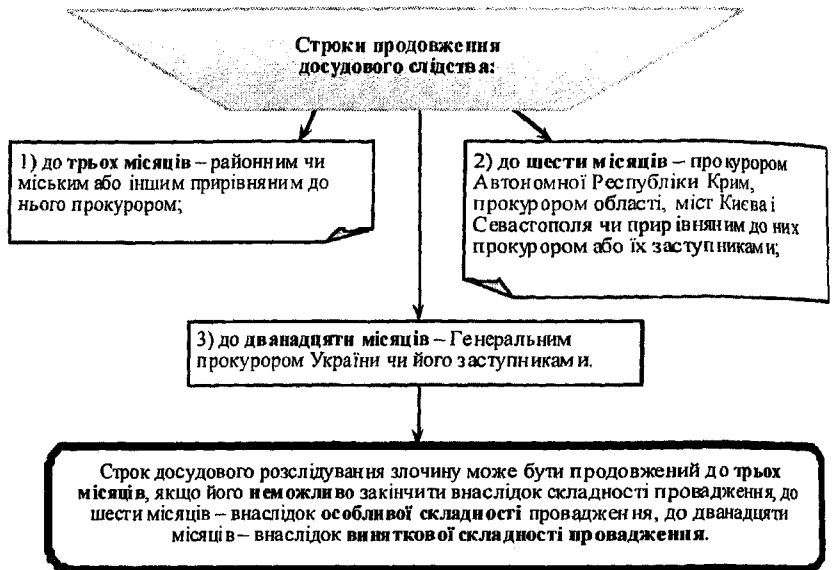 Строки продовження
досудового слідства:
1) до трьох місяців – районним чи
міським або іншим прирівняним до
нього прокурором;
2) до шести місяців – прокурором
Автономної Республіки Крим,
прокурором області, міст Києва і
Севастополя чи прирівняним до них
прокурором або їх заступниками;
3) до дванадцяти місяців – Генеральним
прокурором України чи його заступниками.
Строк досудового розслідування злочину може бути продовжений до трьох
місяців, якщо його неможливо закінчити внаслідок складності провадження, до
шести місяців – внаслідок особливої складності провадження, до дванадцяти
місяців – внаслідок виняткової складності провадження.